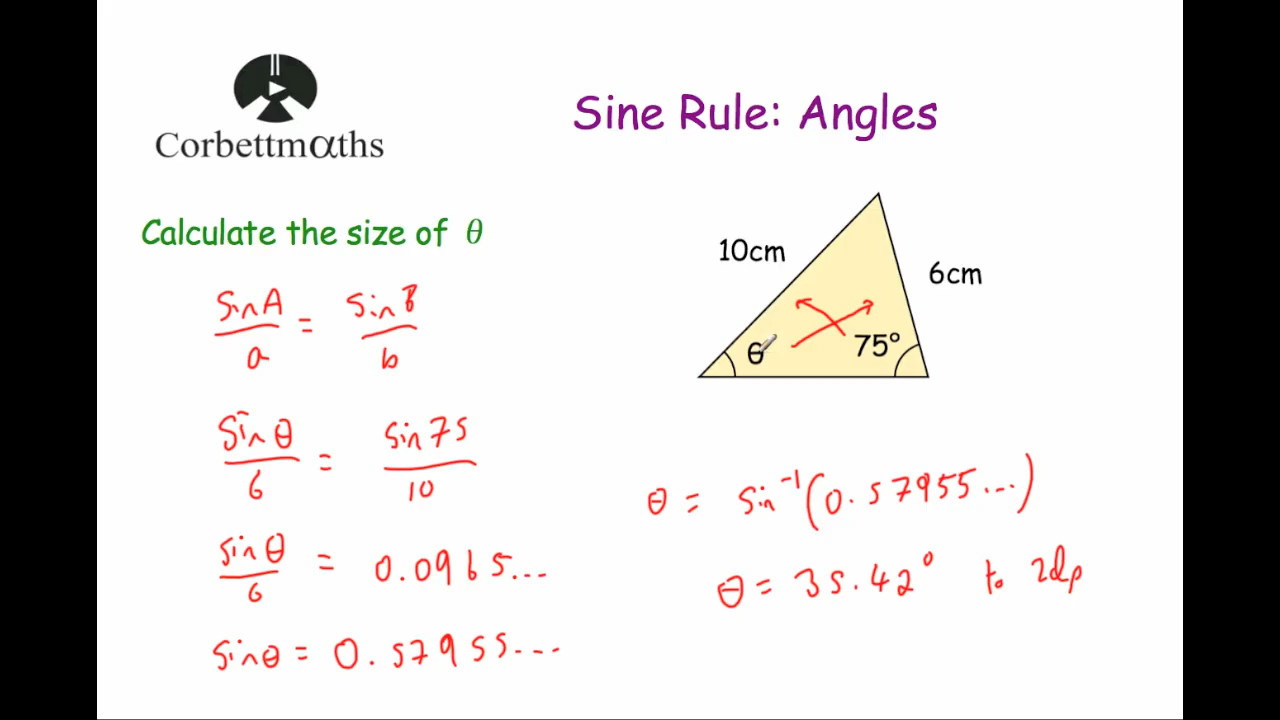 Corbettmαths
Sine Rule: Angles
Calculate the size of θ
10cm
6cm
θ
75°
sinA/a = sinB/b
sinθ/6 = sin75/10
sinθ/6 = 0.0965...
sinθ = 0.57955...
θ = sin⁻¹(0.57955...)
θ = 35.42° to 2dp